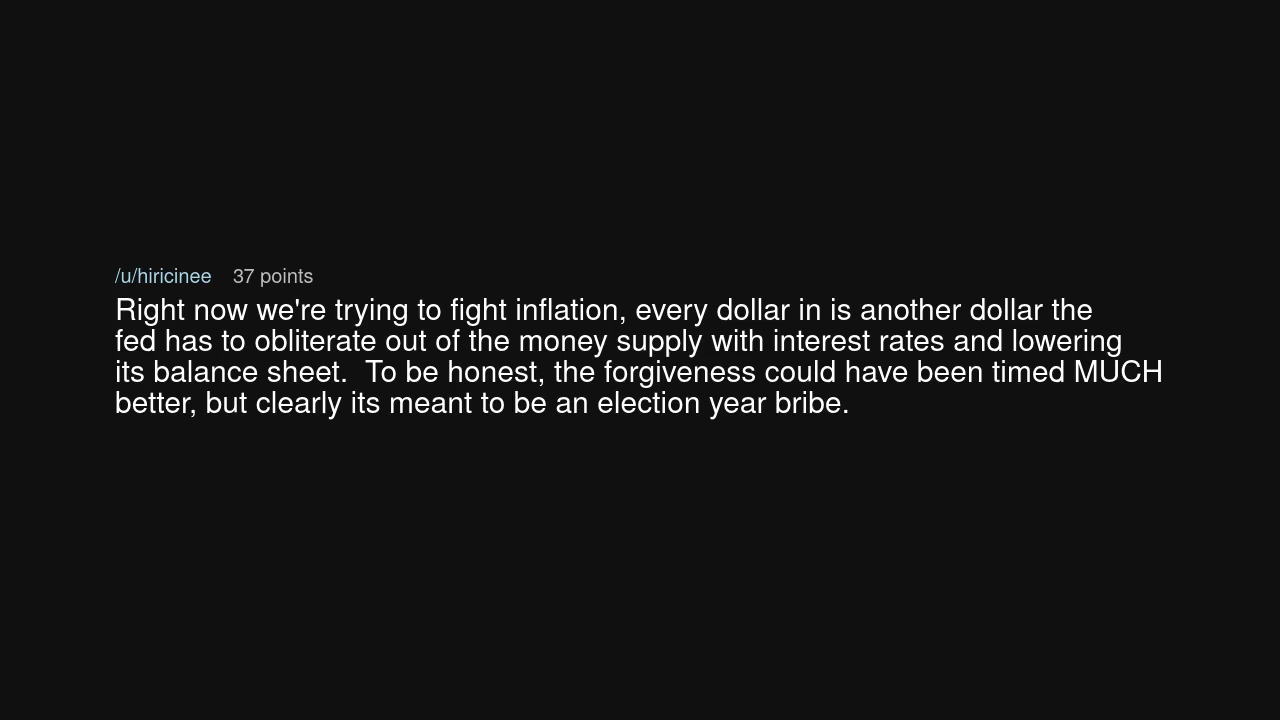 /u/hiricinee 37 points
Right now we're trying to fight inflation, every dollar in is another dollar the
fed has to obliterate out of the money supply with interest rates and lowering
its balance sheet.  To be honest, the forgiveness could have been timed MUCH
better, but clearly its meant to be an election year bribe.